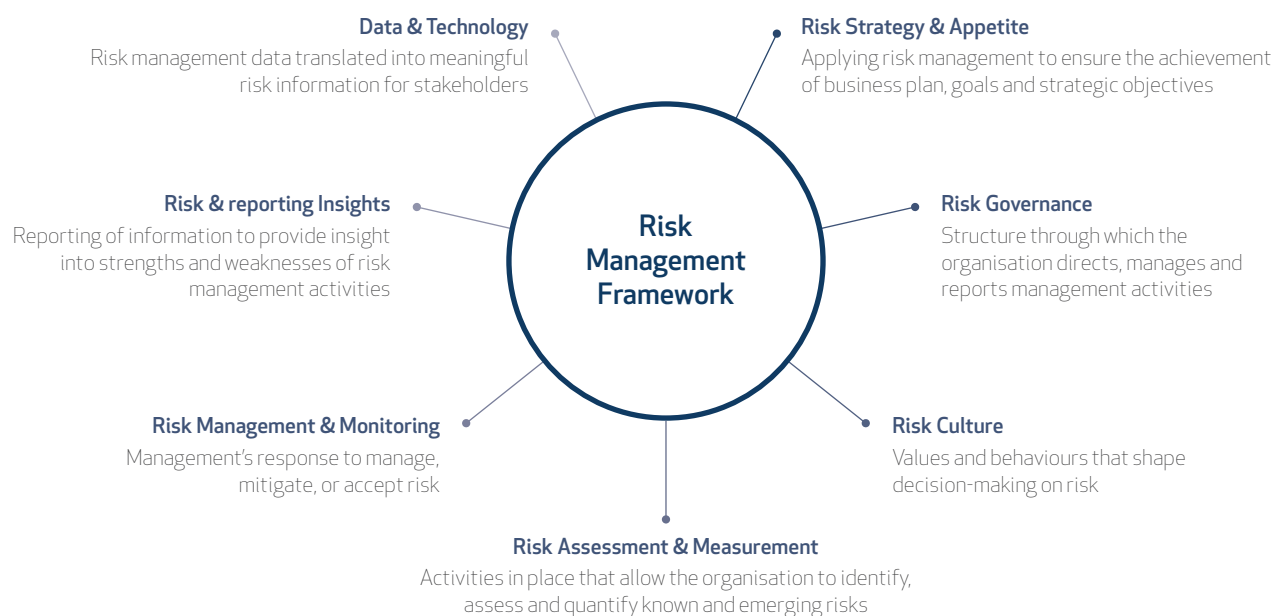 Data & Technology
Risk management data translated into meaningful
risk information for stakeholders
Risk Strategy & Appetite
Applying risk management to ensure the achievement
of business plan, goals and strategic objectives
Risk & reporting Insights
Reporting of information to provide insight
into strengths and weaknesses of risk
management activities
Risk
Management
Framework
Risk Governance
Structure through which the
organisation directs, manages and
reports management activities
Risk Management & Monitoring
Management’s response to manage,
mitigate, or accept risk
Risk Culture
Values and behaviours that shape
decision-making on risk
Risk Assessment & Measurement
Activities in place that allow the organisation to identify,
assess and quantify known and emerging risks